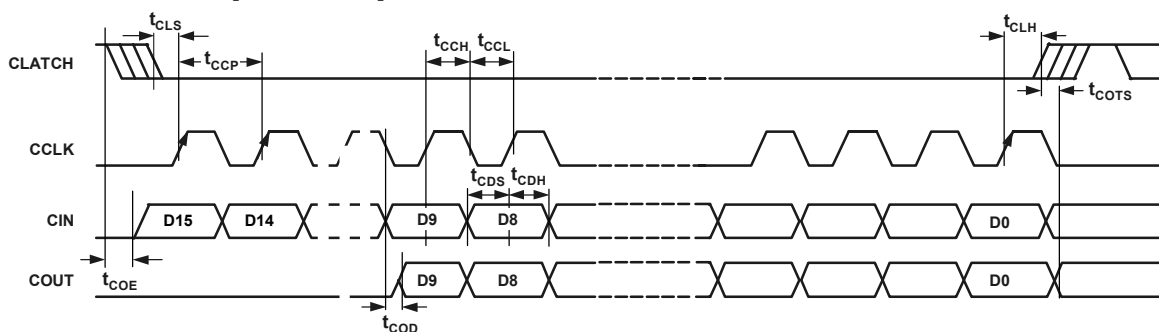 tCLS
tCCH tCCL
tCLH
tCCP
CLATCH
tCOTS
CCLK
tCDS tCDH
CIN D15 D14 D9 D8 D0
tCOE
COUT D9 D8 D0
tCOD